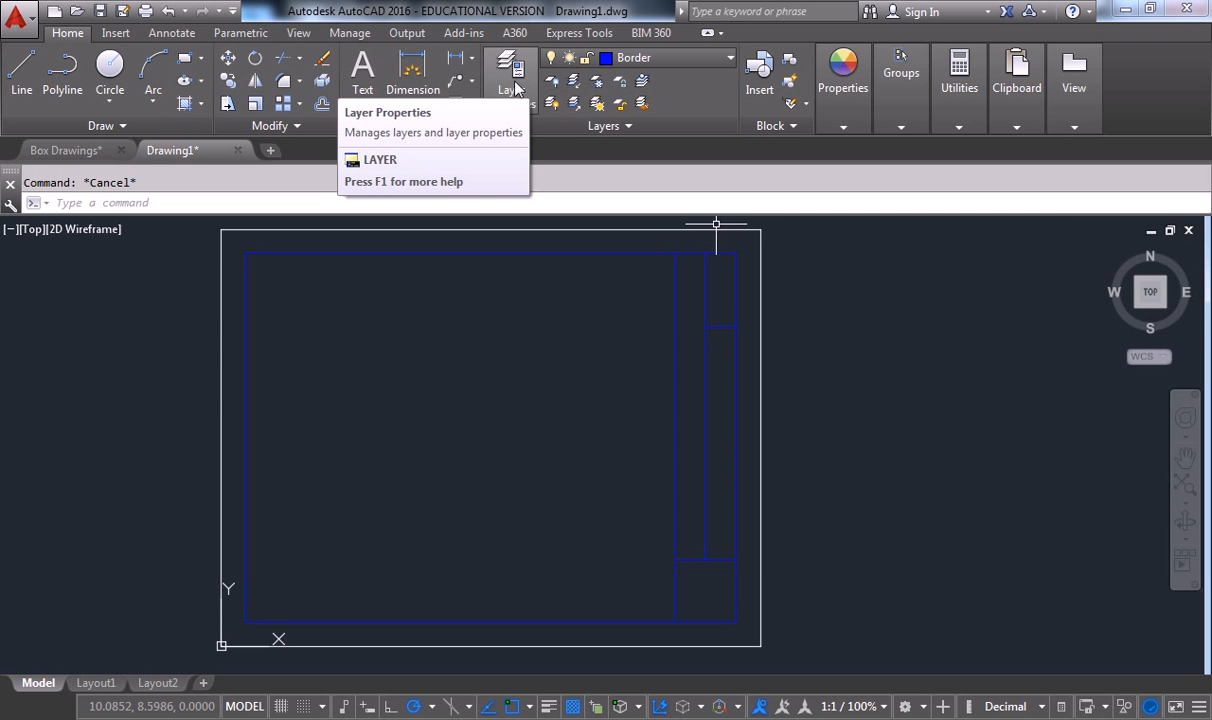 Autodesk AutoCAD 2016 - EDUCATIONAL VERSION Drawing1.dwg
Type a keyword or phrase
Sign In
Home Insert Annotate Parametric View Manage Output Add-ins A360 Express Tools BIM 360
Border
Line Polyline Circle Arc Text Dimension Insert Properties Groups Utilities Clipboard View
Draw Modify Layers Block
Layer Properties
Manages layers and layer properties
LAYER
Press F1 for more help
Box Drawings* Drawing1*
Command: *Cancel*
Type a command
[−][Top][2D Wireframe]
N
W TOP E
S
WCS
Y
X
Model Layout1 Layout2
10.0852, 8.5986, 0.0000 MODEL 1:1 / 100% Decimal